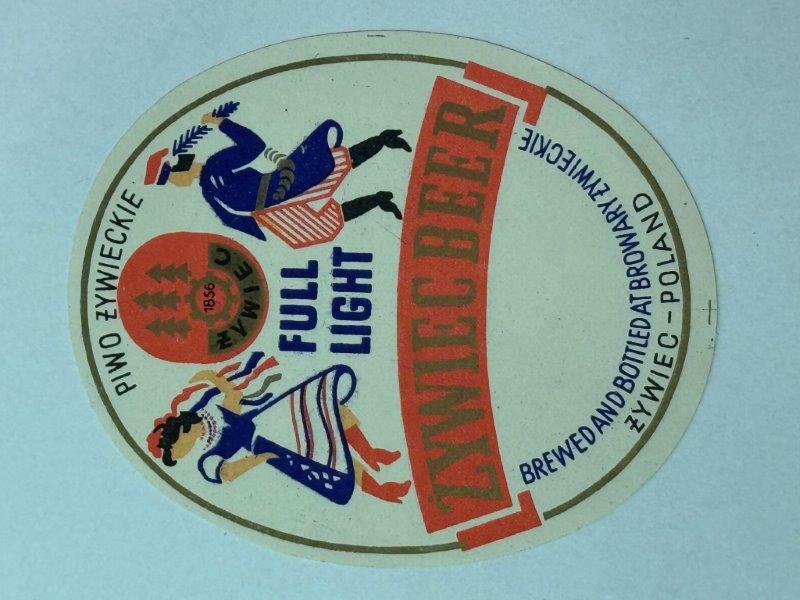 PIWO ŻYWIECKIE
1856
ŻYWIEC
FULL
LIGHT
ŻYWIEC BEER
BREWED AND BOTTLED AT BROWARY ŻYWIECKIE
ŻYWIEC - POLAND